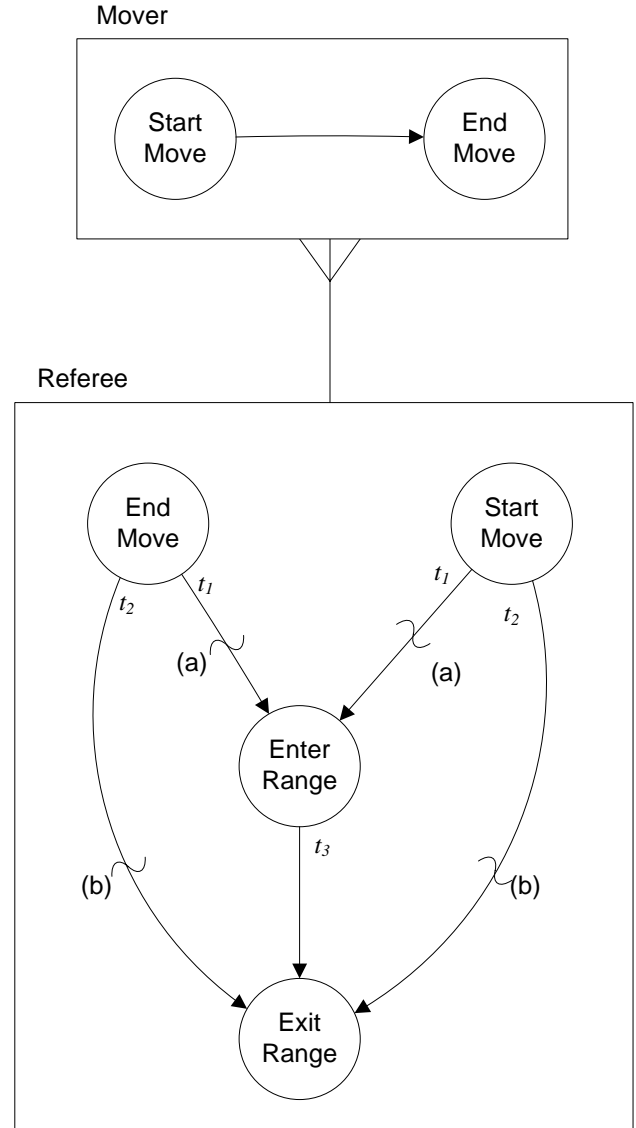 Mover
Start
Move
End
Move
Referee
End
Move
Start
Move
t1
t2
t1
t2
(a)
(a)
Enter
Range
t3
(b)
(b)
Exit
Range